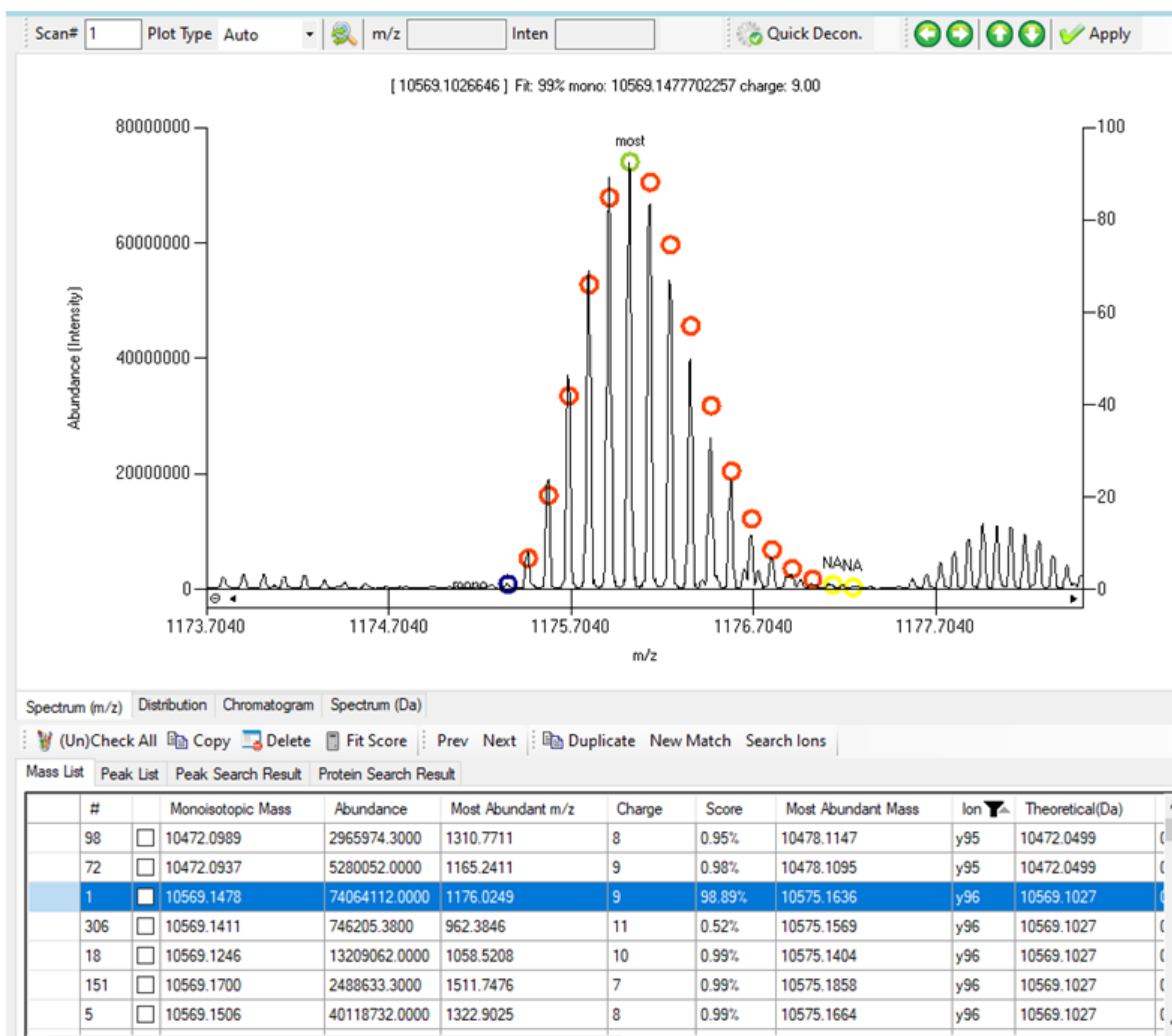 Scan# 1 Plot Type Auto m/z Inten Quick Decon. Apply
[ 10569.1026646 ] Fit: 99% mono: 10569.1477702257 charge: 9.00
80000000 100
most
80
60000000
60
40000000
40
20000000
20
mono NANA
0 0
1173.7040 1174.7040 1175.7040 1176.7040 1177.7040
m/z
Abundance (Intensity)
Spectrum (m/z) Distribution Chromatogram Spectrum (Da)
(Un)Check All Copy Delete Fit Score Prev Next Duplicate New Match Search Ions
Mass List Peak List Peak Search Result Protein Search Result
# Monoisotopic Mass Abundance Most Abundant m/z Charge Score Most Abundant Mass Ion Theoretical(Da)
98 10472.0989 2965974.3000 1310.7711 8 0.95% 10478.1147 y95 10472.0499
72 10472.0937 5280052.0000 1165.2411 9 0.98% 10478.1095 y95 10472.0499
1 10569.1478 74064112.0000 1176.0249 9 98.89% 10575.1636 y96 10569.1027
306 10569.1411 746205.3800 962.3846 11 0.52% 10575.1569 y96 10569.1027
18 10569.1246 13209062.0000 1058.5208 10 0.99% 10575.1404 y96 10569.1027
151 10569.1700 2488633.3000 1511.7476 7 0.99% 10575.1858 y96 10569.1027
5 10569.1506 40118732.0000 1322.9025 8 0.99% 10575.1664 y96 10569.1027